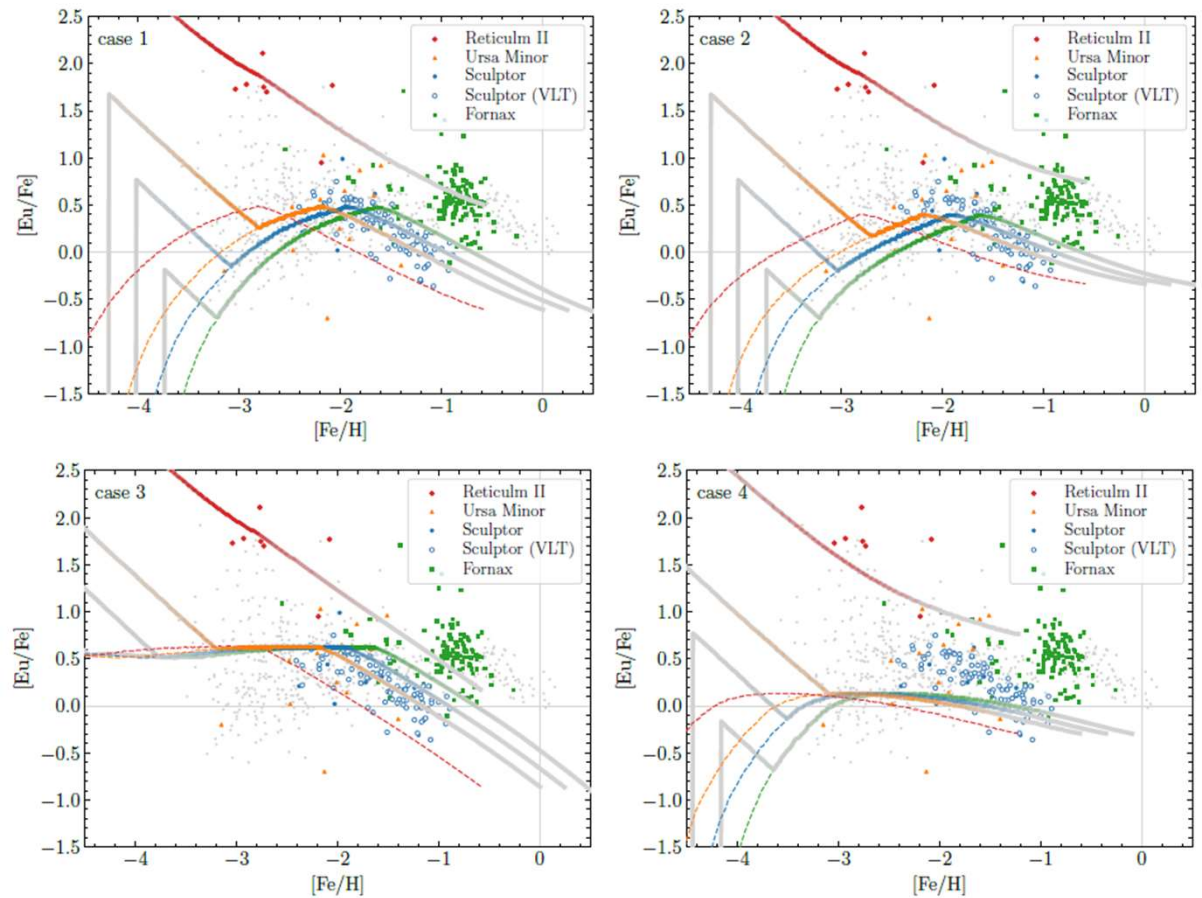 case 1
Reticulm II
Ursa Minor
Sculptor
Sculptor (VLT)
Fornax
2.5
2.0
1.5
1.0
0.5
0.0
−0.5
−1.0
−1.5
[Eu/Fe]
−4 −3 −2 −1 0
[Fe/H]
case 2
Reticulm II
Ursa Minor
Sculptor
Sculptor (VLT)
Fornax
2.5
2.0
1.5
1.0
0.5
0.0
−0.5
−1.0
−1.5
[Eu/Fe]
−4 −3 −2 −1 0
[Fe/H]
case 3
Reticulm II
Ursa Minor
Sculptor
Sculptor (VLT)
Fornax
2.5
2.0
1.5
1.0
0.5
0.0
−0.5
−1.0
−1.5
[Eu/Fe]
−4 −3 −2 −1 0
[Fe/H]
case 4
Reticulm II
Ursa Minor
Sculptor
Sculptor (VLT)
Fornax
2.5
2.0
1.5
1.0
0.5
0.0
−0.5
−1.0
−1.5
[Eu/Fe]
−4 −3 −2 −1 0
[Fe/H]